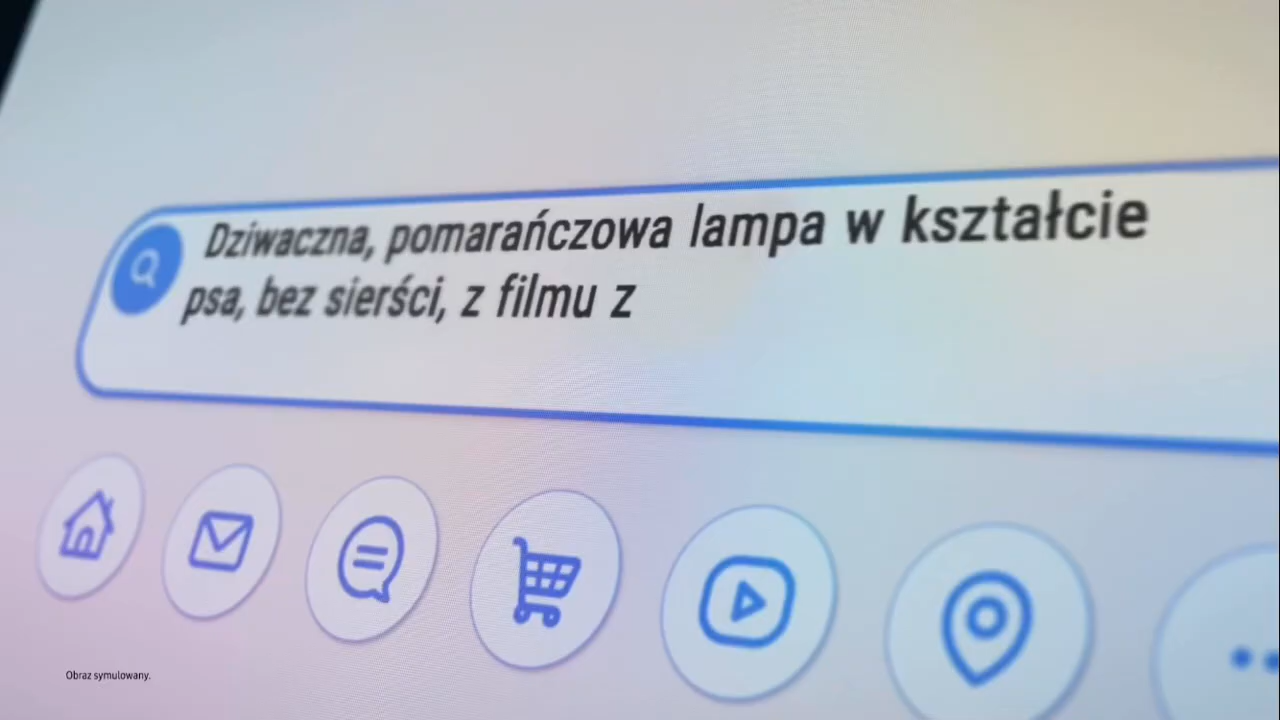 Dziwaczna, pomarańczowa lampa w kształcie
psa, bez sierści, z filmu z
Obraz symulowany.